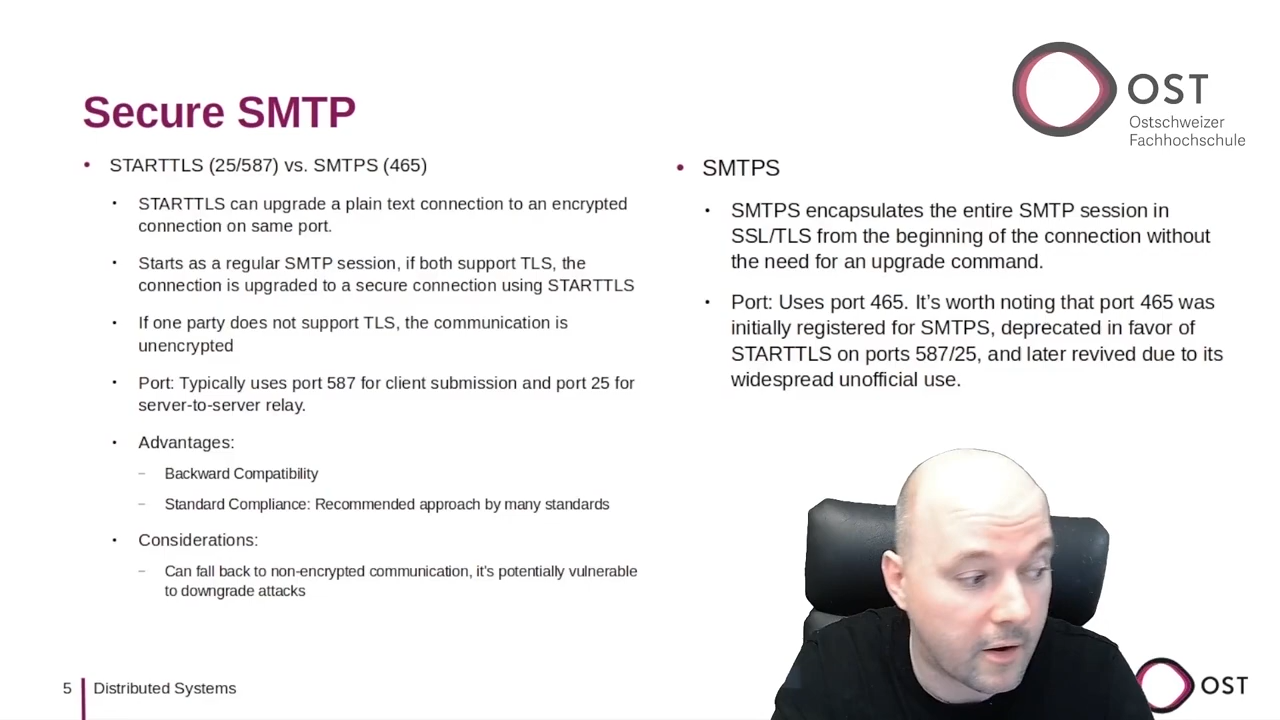 OST
Ostschweizer
Fachhochschule
Secure SMTP
• STARTTLS (25/587) vs. SMTPS (465)
• STARTTLS can upgrade a plain text connection to an encrypted
connection on same port.
• Starts as a regular SMTP session, if both support TLS, the
connection is upgraded to a secure connection using STARTTLS
• If one party does not support TLS, the communication is
unencrypted
• Port: Typically uses port 587 for client submission and port 25 for
server-to-server relay.
• Advantages:
– Backward Compatibility
– Standard Compliance: Recommended approach by many standards
• Considerations:
– Can fall back to non-encrypted communication, it's potentially vulnerable
to downgrade attacks
• SMTPS
• SMTPS encapsulates the entire SMTP session in
SSL/TLS from the beginning of the connection without
the need for an upgrade command.
• Port: Uses port 465. It’s worth noting that port 465 was
initially registered for SMTPS, deprecated in favor of
STARTTLS on ports 587/25, and later revived due to its
widespread unofficial use.
5 Distributed Systems
OST